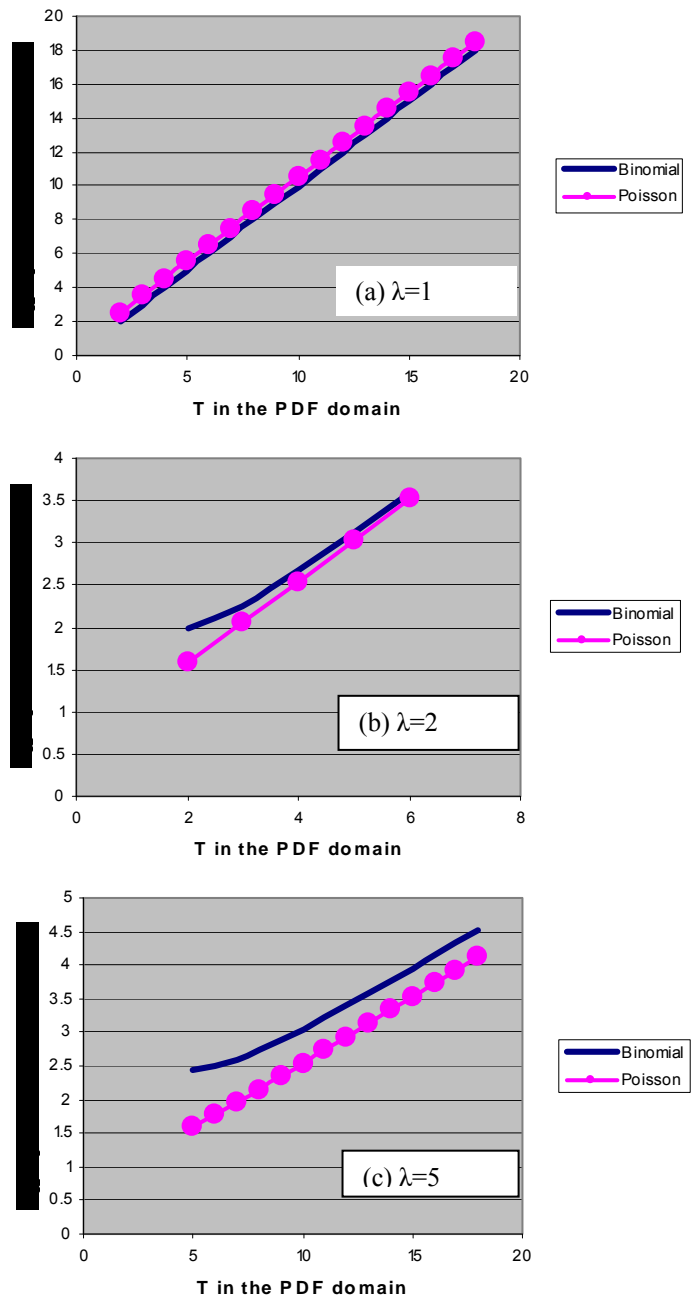 20
18
16
14
12
10
8
6
4
2
0
0 5 10 15 20
T in the PDF domain
(a) λ=1
Binomial
Poisson
4
3.5
3
2.5
2
1.5
1
0.5
0
0 2 4 6 8
T in the PDF domain
(b) λ=2
Binomial
Poisson
5
4.5
4
3.5
3
2.5
2
1.5
1
0.5
0
0 5 10 15 20
T in the PDF domain
(c) λ=5
Binomial
Poisson